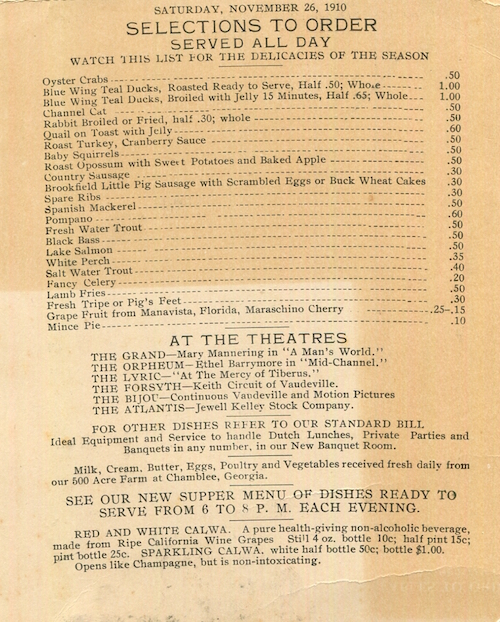 SATURDAY, NOVEMBER 26, 1910
SELECTIONS TO ORDER
SERVED ALL DAY
WATCH THIS LIST FOR THE DELICACIES OF THE SEASON
Oyster Crabs .50
Blue Wing Teal Ducks, Roasted Ready to Serve, Half .50; Whole 1.00
Blue Wing Teal Ducks, Broiled with Jelly 15 Minutes, Half .65; Whole 1.00
Channel Cat .50
Rabbit Broiled or Fried, half .30; whole .50
Quail on Toast with Jelly .60
Roast Turkey, Cranberry Sauce .50
Baby Squirrels .50
Roast Opossum with Sweet Potatoes and Baked Apple .50
Country Sausage .30
Brookfield Little Pig Sausage with Scrambled Eggs or Buck Wheat Cakes .30
Spare Ribs .30
Spanish Mackerel .50
Pompano .60
Fresh Water Trout .50
Black Bass .50
Lake Salmon .50
White Perch .35
Salt Water Trout .40
Fancy Celery .20
Lamb Fries .50
Fresh Tripe or Pig's Feet .30
Grape Fruit from Manavista, Florida, Maraschino Cherry .25-.15
Mince Pie .10
AT THE THEATRES
THE GRAND—Mary Mannering in "A Man's World."
THE ORPHEUM—Ethel Barrymore in "Mid-Channel."
THE LYRIC—"At The Mercy of Tiberus."
THE FORSYTH—Keith Circuit of Vaudeville.
THE BIJOU—Continuous Vaudeville and Motion Pictures
THE ATLANTIS—Jewell Kelley Stock Company.
FOR OTHER DISHES REFER TO OUR STANDARD BILL
Ideal Equipment and Service to handle Dutch Lunches, Private Parties and
Banquets in any number, in our New Banquet Room.
Milk, Cream, Butter, Eggs, Poultry and Vegetables received fresh daily from
our 500 Acre Farm at Chamblee, Georgia.
SEE OUR NEW SUPPER MENU OF DISHES READY TO
SERVE FROM 6 TO 8 P. M. EACH EVENING.
RED AND WHITE CALWA. A pure health-giving non-alcoholic beverage,
made from Ripe California Wine Grapes Still 4 oz. bottle 10c; half pint 15c;
pint bottle 25c. SPARKLING CALWA, white half bottle 50c; bottle $1.00.
Opens like Champagne, but is non-intoxicating.